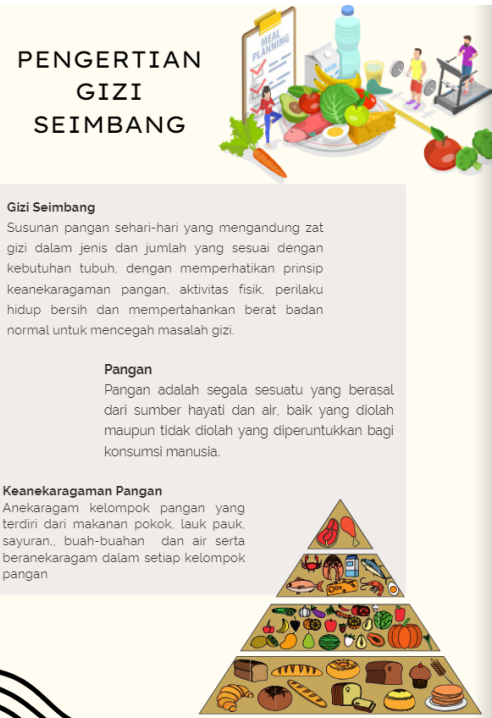 PENGERTIAN
GIZI
SEIMBANG
MEAL
PLANNING
Gizi Seimbang
Susunan pangan sehari-hari yang mengandung zat
gizi dalam jenis dan jumlah yang sesuai dengan
kebutuhan tubuh, dengan memperhatikan prinsip
keanekaragaman pangan, aktivitas fisik, perilaku
hidup bersih dan mempertahankan berat badan
normal untuk mencegah masalah gizi.
Pangan
Pangan adalah segala sesuatu yang berasal
dari sumber hayati dan air, baik yang diolah
maupun tidak diolah yang diperuntukkan bagi
konsumsi manusia.
Keanekaragaman Pangan
Anekaragam kelompok pangan yang
terdiri dari makanan pokok, lauk pauk,
sayuran,, buah-buahan dan air serta
beranekaragam dalam setiap kelompok
pangan